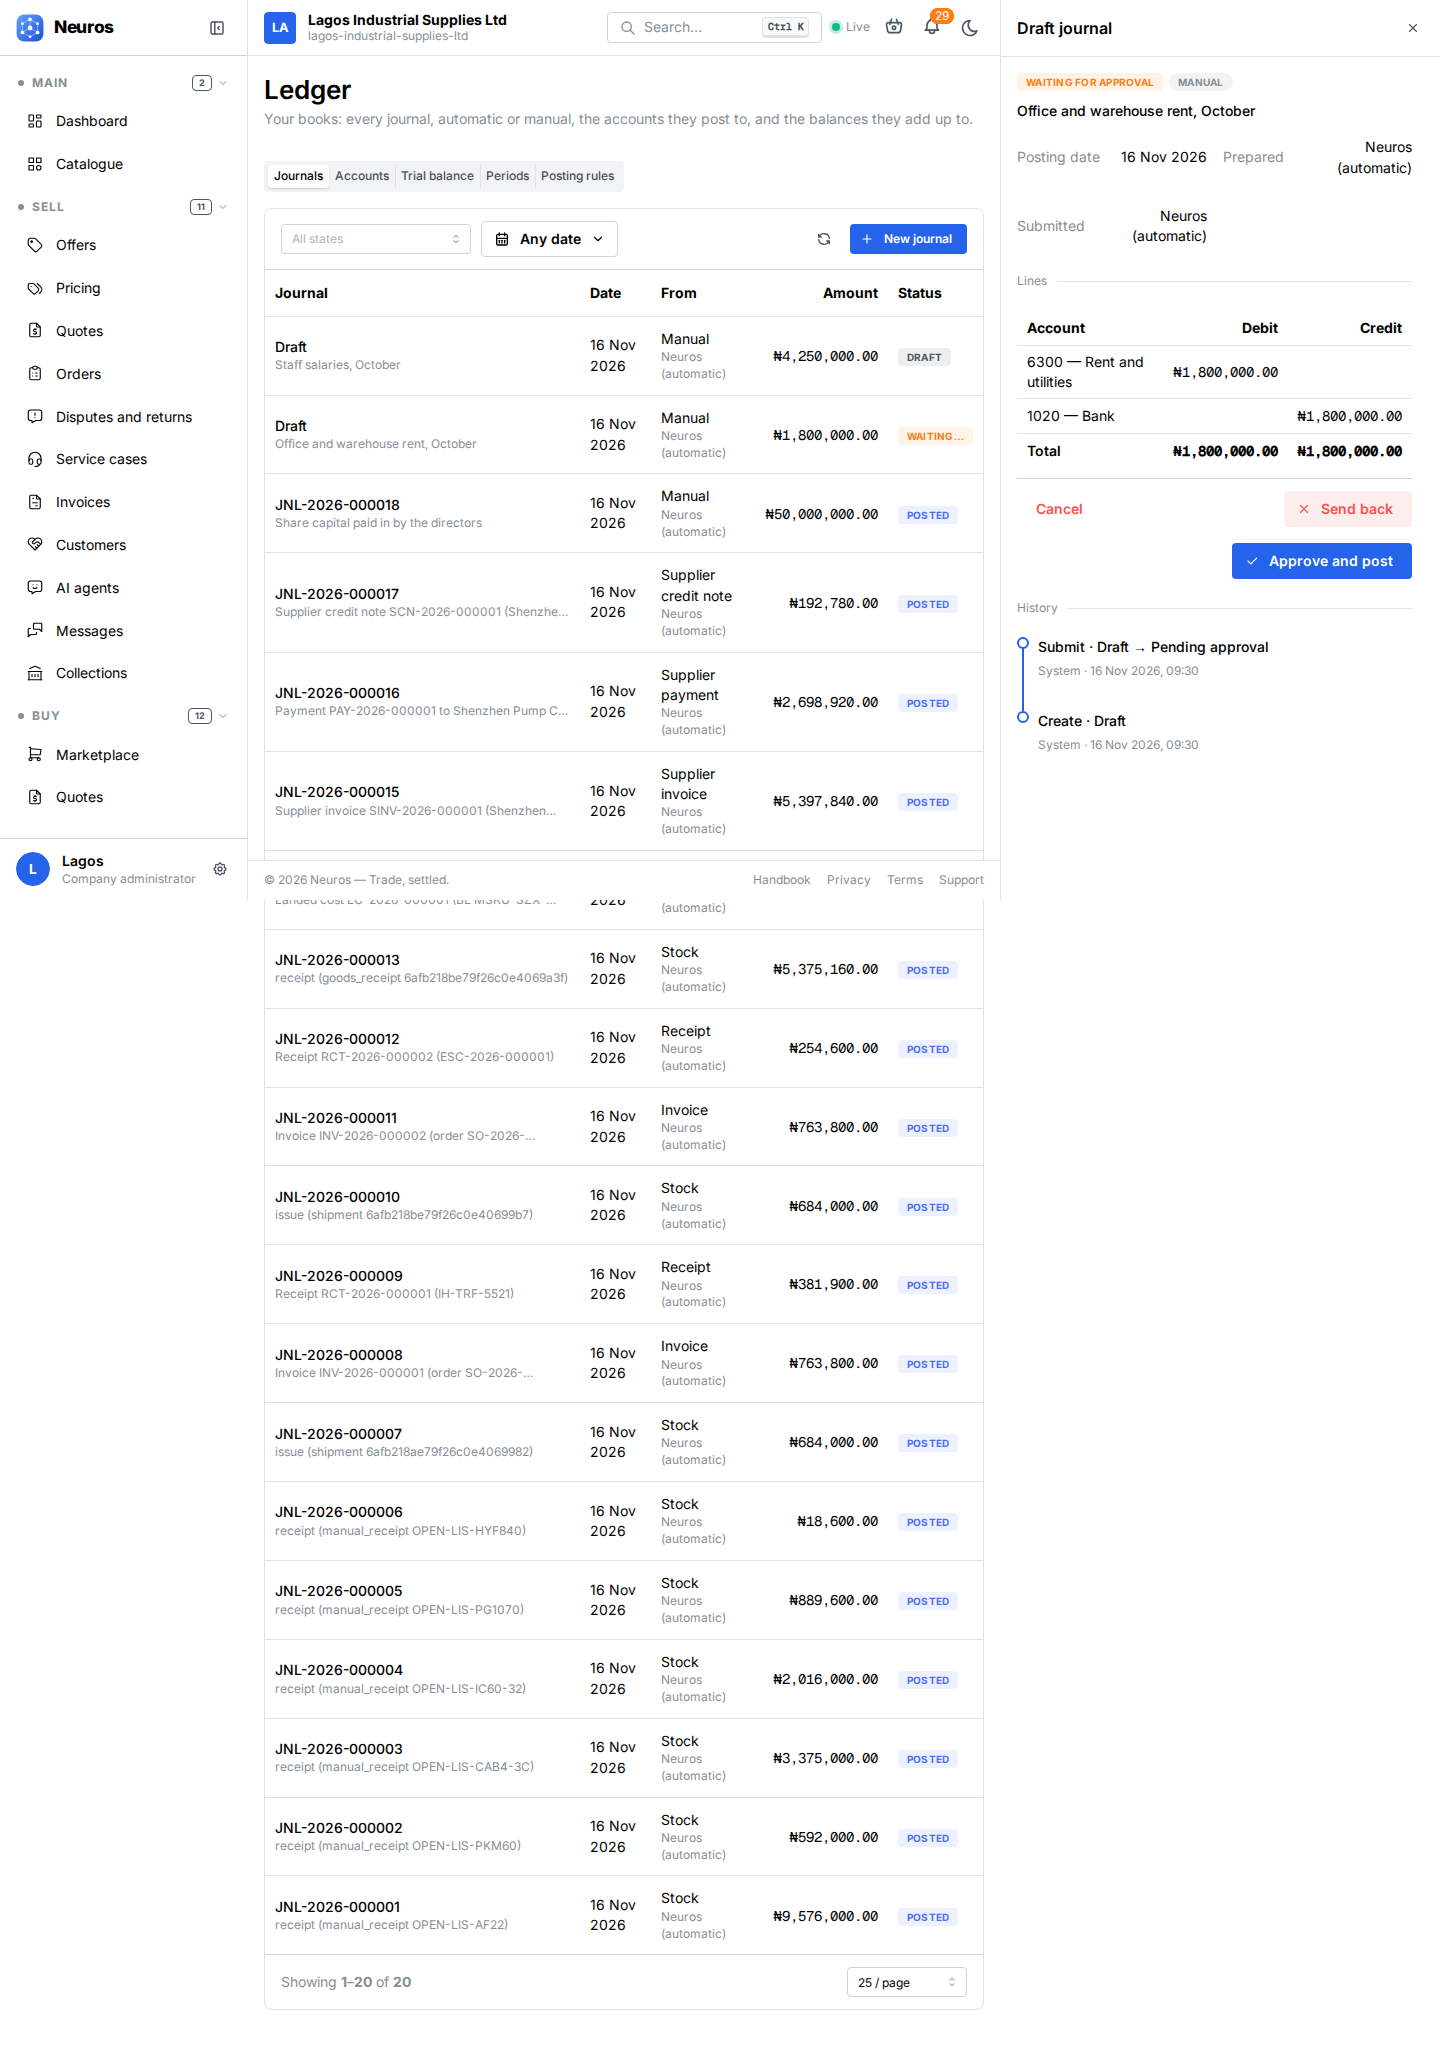 Neuros
MAIN
2
Dashboard
Catalogue
SELL
11
Offers
Pricing
Quotes
Orders
Disputes and returns
Service cases
Invoices
Customers
AI agents
Messages
Collections
BUY
12
Marketplace
Quotes
L
Lagos
Company administrator
LA
Lagos Industrial Supplies Ltd
lagos-industrial-supplies-ltd
Search...
Ctrl K
Live
29
Ledger
Your books: every journal, automatic or manual, the accounts they post to, and the balances they add up to.
Journals Accounts Trial balance Periods Posting rules
All states
Any date
New journal
Journal Date From Amount Status
Draft
Staff salaries, October
16 Nov
2026
Manual
Neuros
(automatic)
₦4,250,000.00
DRAFT
Draft
Office and warehouse rent, October
16 Nov
2026
Manual
Neuros
(automatic)
₦1,800,000.00
WAITING ...
JNL-2026-000018
Share capital paid in by the directors
16 Nov
2026
Manual
Neuros
(automatic)
₦50,000,000.00
POSTED
JNL-2026-000017
Supplier credit note SCN-2026-000001 (Shenzhe...
16 Nov
2026
Supplier
credit note
Neuros
(automatic)
₦192,780.00
POSTED
JNL-2026-000016
Payment PAY-2026-000001 to Shenzhen Pump C...
16 Nov
2026
Supplier
payment
Neuros
(automatic)
₦2,698,920.00
POSTED
JNL-2026-000015
Supplier invoice SINV-2026-000001 (Shenzhen...
16 Nov
2026
Supplier
invoice
Neuros
(automatic)
₦5,397,840.00
POSTED
© 2026 Neuros — Trade, settled.
Handbook Privacy Terms Support
2026
(automatic)
JNL-2026-000013
receipt (goods_receipt 6afb218be79f26c0e4069a3f)
16 Nov
2026
Stock
Neuros
(automatic)
₦5,375,160.00
POSTED
JNL-2026-000012
Receipt RCT-2026-000002 (ESC-2026-000001)
16 Nov
2026
Receipt
Neuros
(automatic)
₦254,600.00
POSTED
JNL-2026-000011
Invoice INV-2026-000002 (order SO-2026-...
16 Nov
2026
Invoice
Neuros
(automatic)
₦763,800.00
POSTED
JNL-2026-000010
issue (shipment 6afb218be79f26c0e40699b7)
16 Nov
2026
Stock
Neuros
(automatic)
₦684,000.00
POSTED
JNL-2026-000009
Receipt RCT-2026-000001 (IH-TRF-5521)
16 Nov
2026
Receipt
Neuros
(automatic)
₦381,900.00
POSTED
JNL-2026-000008
Invoice INV-2026-000001 (order SO-2026-...
16 Nov
2026
Invoice
Neuros
(automatic)
₦763,800.00
POSTED
JNL-2026-000007
issue (shipment 6afb218ae79f26c0e4069982)
16 Nov
2026
Stock
Neuros
(automatic)
₦684,000.00
POSTED
JNL-2026-000006
receipt (manual_receipt OPEN-LIS-HYF840)
16 Nov
2026
Stock
Neuros
(automatic)
₦18,600.00
POSTED
JNL-2026-000005
receipt (manual_receipt OPEN-LIS-PG1070)
16 Nov
2026
Stock
Neuros
(automatic)
₦889,600.00
POSTED
JNL-2026-000004
receipt (manual_receipt OPEN-LIS-IC60-32)
16 Nov
2026
Stock
Neuros
(automatic)
₦2,016,000.00
POSTED
JNL-2026-000003
receipt (manual_receipt OPEN-LIS-CAB4-3C)
16 Nov
2026
Stock
Neuros
(automatic)
₦3,375,000.00
POSTED
JNL-2026-000002
receipt (manual_receipt OPEN-LIS-PKM60)
16 Nov
2026
Stock
Neuros
(automatic)
₦592,000.00
POSTED
JNL-2026-000001
receipt (manual_receipt OPEN-LIS-AF22)
16 Nov
2026
Stock
Neuros
(automatic)
₦9,576,000.00
POSTED
Showing 1–20 of 20
25 / page
Draft journal
WAITING FOR APPROVAL MANUAL
Office and warehouse rent, October
Posting date 16 Nov 2026 Prepared Neuros
(automatic)
Submitted Neuros
(automatic)
Lines
Account Debit Credit
6300 — Rent and
utilities
₦1,800,000.00
1020 — Bank ₦1,800,000.00
Total ₦1,800,000.00 ₦1,800,000.00
Cancel
Send back
Approve and post
History
Submit · Draft → Pending approval
System · 16 Nov 2026, 09:30
Create · Draft
System · 16 Nov 2026, 09:30